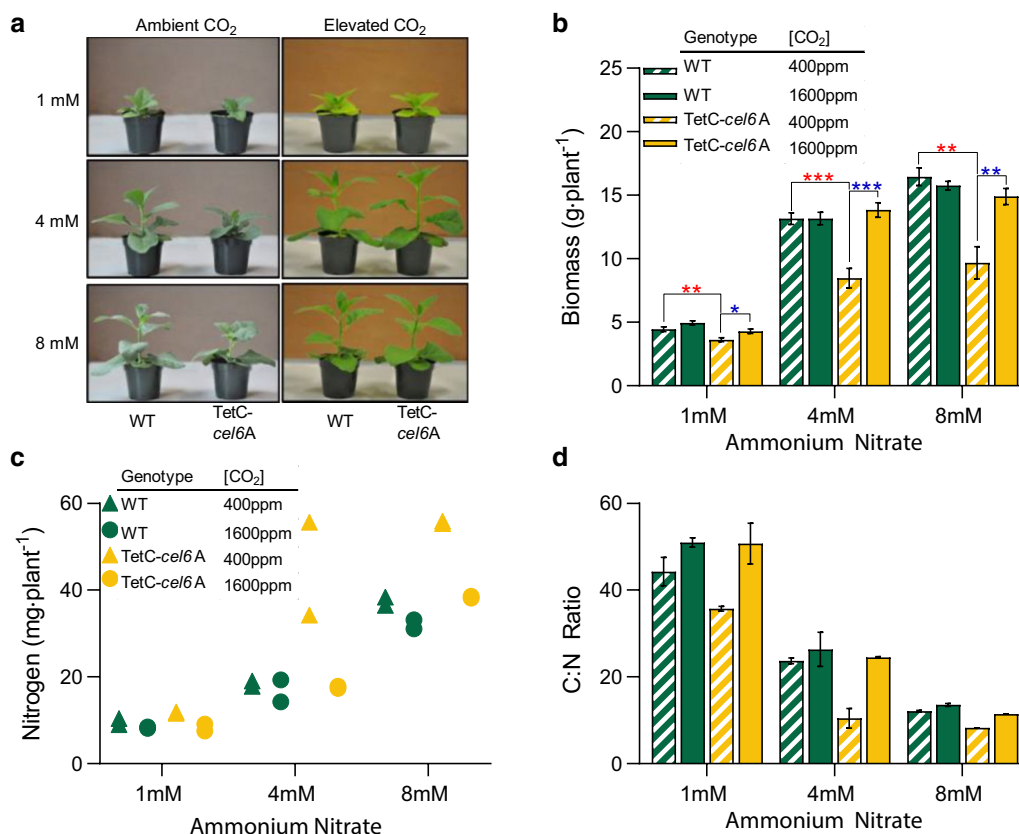 a
Ambient CO2
Elevated CO2
1 mM
4 mM
8 mM
WT
TetC-
cel6A
WT
TetC-
cel6A
b
Genotype [CO2]
WT 400ppm
WT 1600ppm
TetC-cel6A 400ppm
TetC-cel6A 1600ppm
Biomass (g·plant-1)
25
20
15
10
5
0
** *
*** ***
** **
1mM 4mM 8mM
Ammonium Nitrate
c
Genotype [CO2]
WT 400ppm
WT 1600ppm
TetC-cel6A 400ppm
TetC-cel6A 1600ppm
Nitrogen (mg·plant-1)
60
40
20
0
1mM 4mM 8mM
Ammonium Nitrate
d
C:N Ratio
60
40
20
0
1mM 4mM 8mM
Ammonium Nitrate